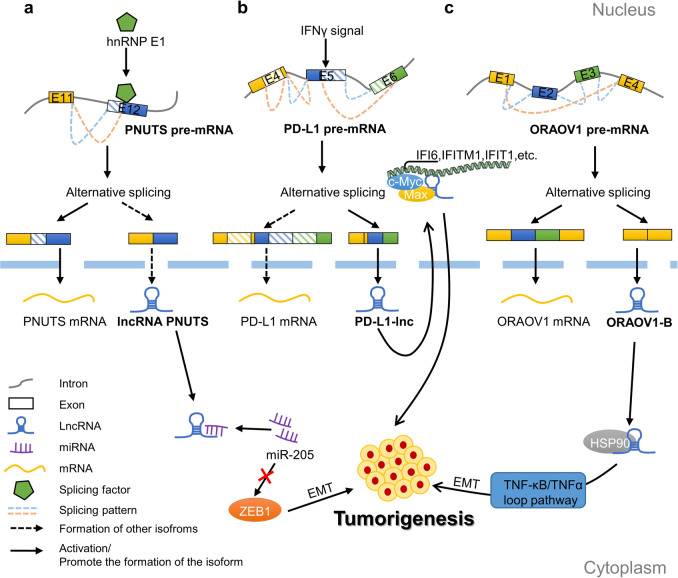 a
b
c
Nucleus
hnRNP E1
IFNγ signal
E11
E12
E4
E5
E6
E1
E2
E3
E4
PNUTS pre-mRNA
PD-L1 pre-mRNA
ORAOV1 pre-mRNA
IFI6,IFITM1,IFIT1,etc.
c-Myc
Max
Alternative splicing
Alternative splicing
Alternative splicing
PNUTS mRNA
lncRNA PNUTS
PD-L1 mRNA
PD-L1-lnc
ORAOV1 mRNA
ORAOV1-B
Intron
Exon
LncRNA
miRNA
mRNA
Splicing factor
Splicing pattern
Formation of other isofroms
Activation/
Promote the formation of the isoform
miR-205
ZEB1
EMT
Tumorigenesis
EMT
TNF-κB/TNFα
loop pathway
HSP90
Cytoplasm